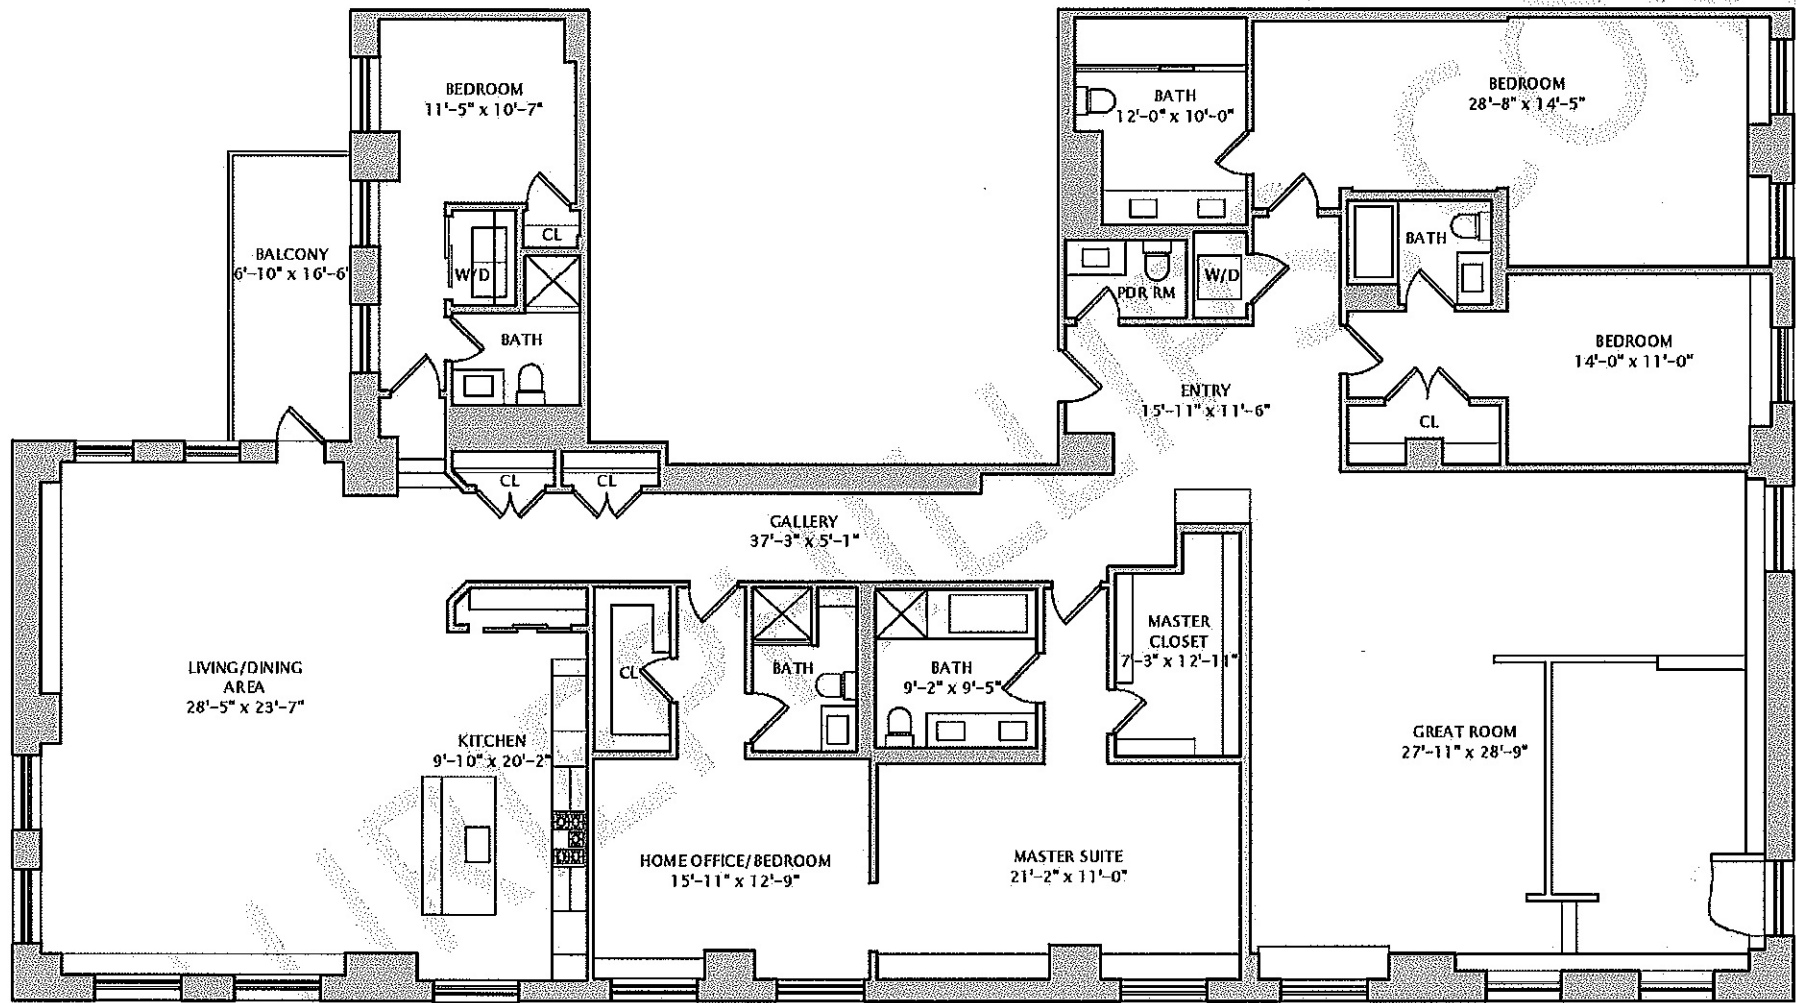 BEDROOM
11'-5" x 10'-7"
BALCONY
6'-10" x 16'-6'
CL
W/D
BATH
BATH
12'-0" x 10'-0"
BEDROOM
28'-8" x 14'-5"
BATH
PDR RM
W/D
BEDROOM
14'-0" x 11'-0"
ENTRY
15'-11" x 11'-6"
CL
CL
CL
GALLERY
37'-3" x 5'-1"
LIVING/DINING
AREA
28'-5" x 23'-7"
KITCHEN
9'-10" x 20'-2"
CL
BATH
BATH
9'-2" x 9'-5"
MASTER
CLOSET
7'-3" x 12'-11"
GREAT ROOM
27'-11" x 28'-9"
HOME OFFICE/BEDROOM
15'-11" x 12'-9"
MASTER SUITE
21'-2" x 11'-0"